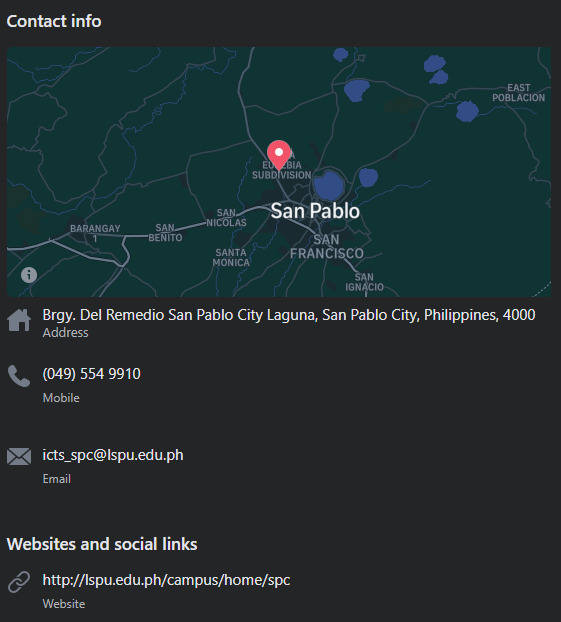 Contact info
EAST
POBLACION
SUBDIVISION
San Pablo
SAN
NICOLAS
BARANGAY
1
SAN
BENITO
SANTA
MONICA
SAN
FRANCISCO
SAN
IGNACIO
Brgy. Del Remedio San Pablo City Laguna, San Pablo City, Philippines, 4000
Address
(049) 554 9910
Mobile
icts_spc@lspu.edu.ph
Email
Websites and social links
http://lspu.edu.ph/campus/home/spc
Website